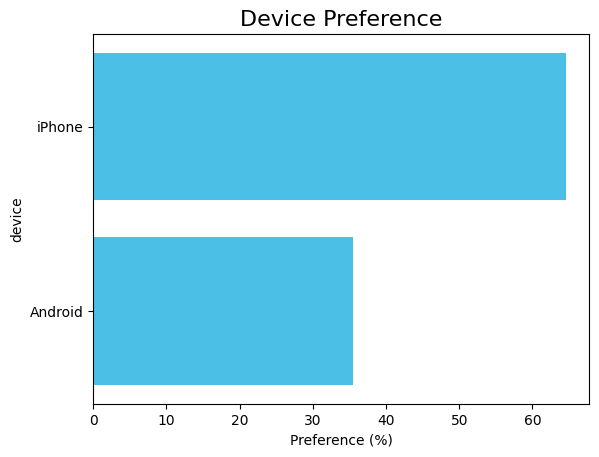 Device Preference
iPhone
device
Android
0 10 20 30 40 50 60
Preference (%)